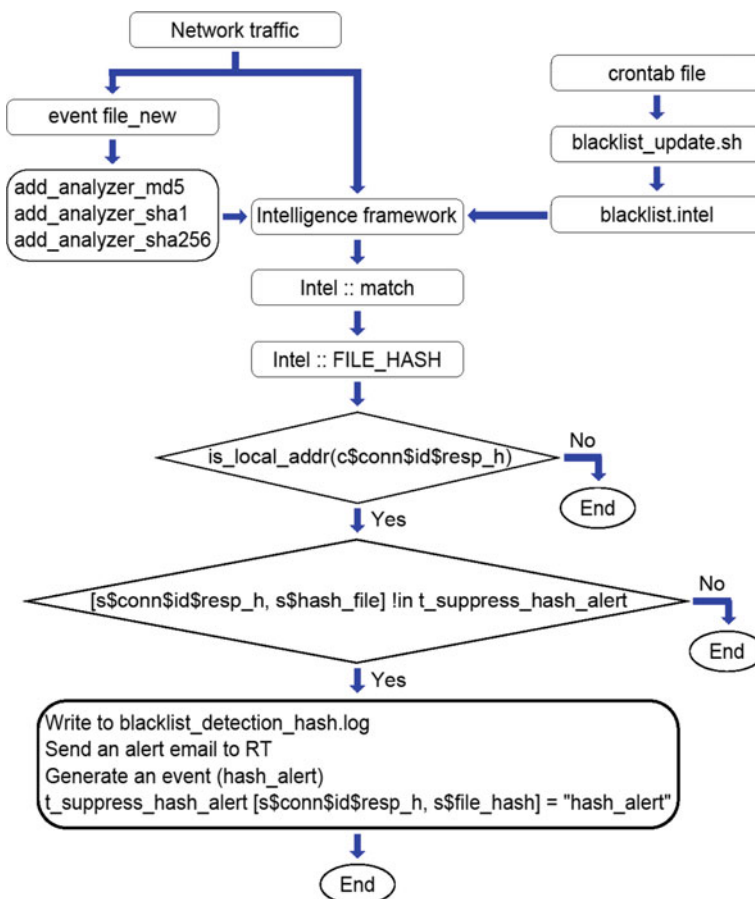 Network traffic
crontab file
event file_new
blacklist_update.sh
add_analyzer_md5
add_analyzer_sha1
add_analyzer_sha256
Intelligence framework
blacklist.intel
Intel :: match
Intel :: FILE_HASH
is_local_addr(c$conn$id$resp_h)
No
End
Yes
[s$conn$id$resp_h, s$hash_file] !in t_suppress_hash_alert
No
End
Yes
Write to blacklist_detection_hash.log
Send an alert email to RT
Generate an event (hash_alert)
t_suppress_hash_alert [s$conn$id$resp_h, s$file_hash] = "hash_alert"
End